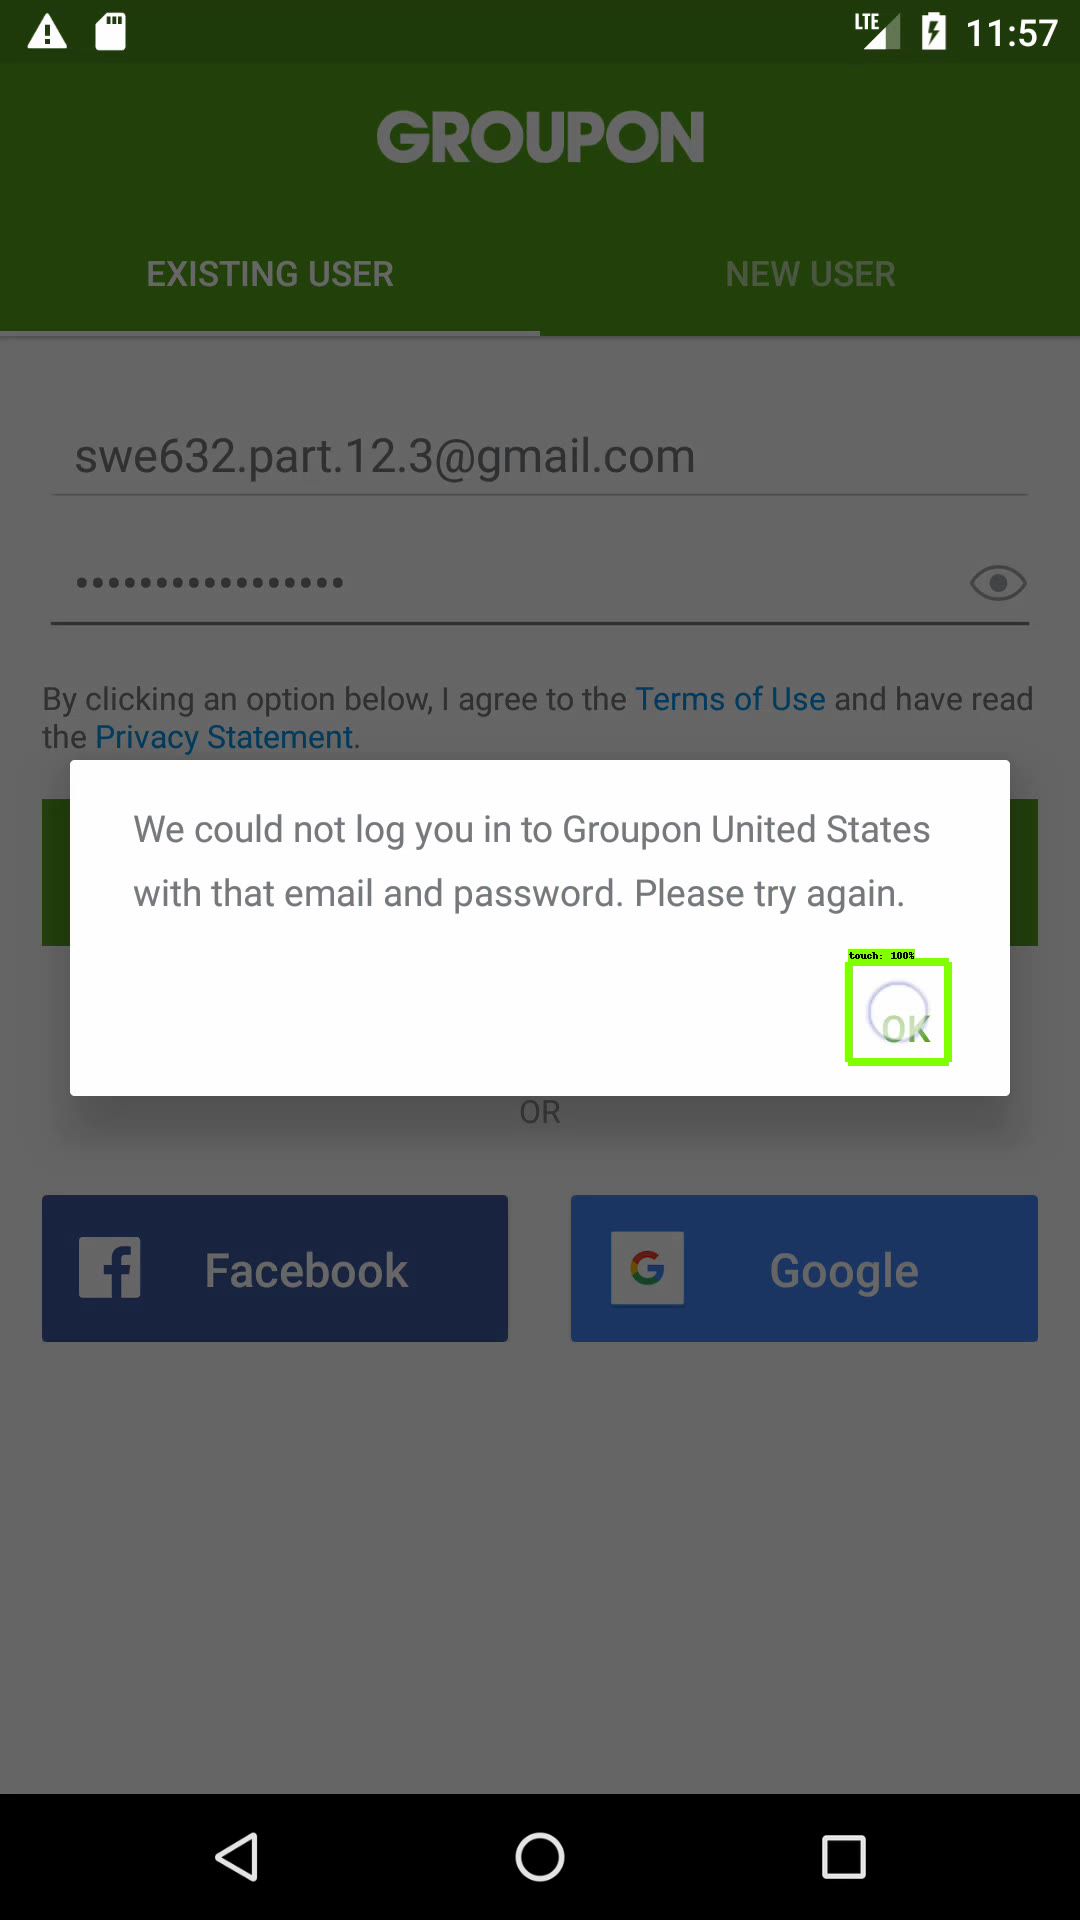 LTE 11:57
GROUPON
EXISTING USER
NEW USER
swe632.part.12.3@gmail.com
•••••••••••••••••
By clicking an option below, I agree to the Terms of Use and have read
the Privacy Statement.
We could not log you in to Groupon United States
with that email and password. Please try again.
touch: 100%
OK
OR
Facebook
G Google